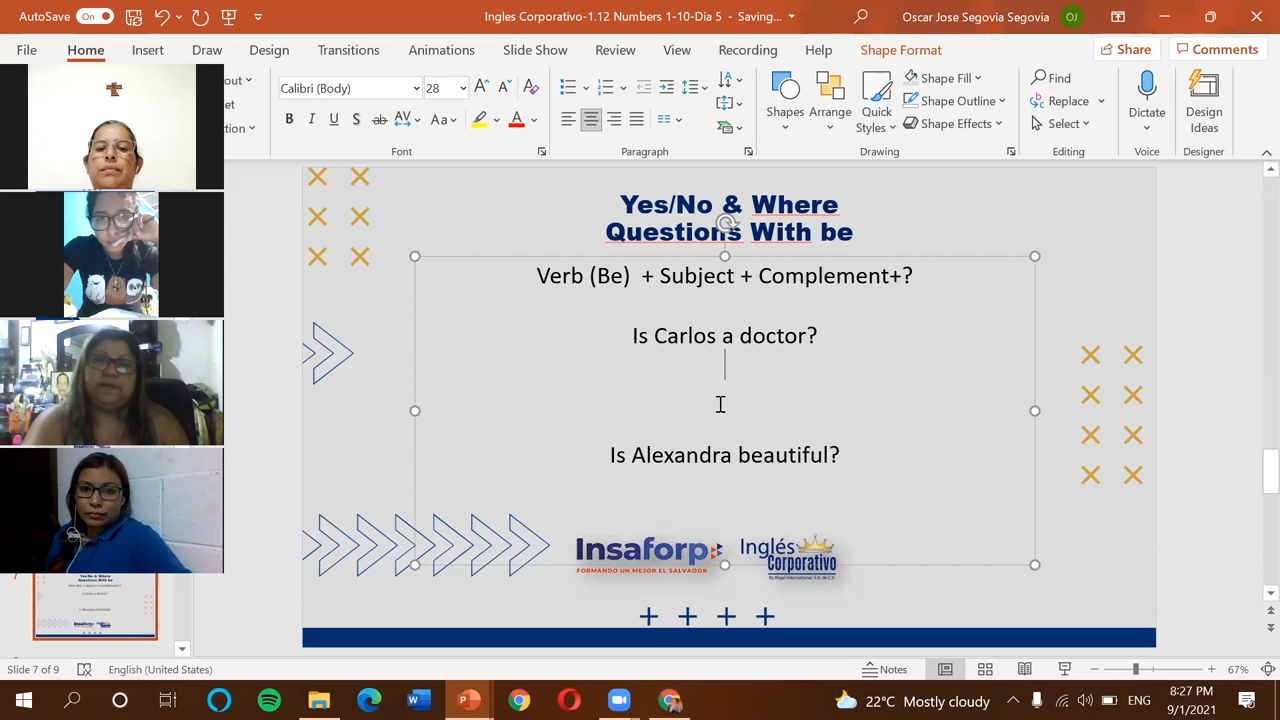 AutoSave On
Ingles Corporativo-1.12 Numbers 1-10-Dia 5 - Saving...
Oscar Jose Segovia Segovia OJ
File Home Insert Draw Design Transitions Animations Slide Show Review View Recording Help Shape Format Share Comments
Calibri (Body) 28
Shapes Arrange Quick Styles
Shape Fill
Shape Outline
Shape Effects
Find
Replace
Select
Dictate
Design Ideas
Font Paragraph Drawing Editing Voice Designer
Yes/No & Where
Questions With be
Verb (Be) + Subject + Complement+?
Is Carlos a doctor?
Is Alexandra beautiful?
Insaforp
FORMANDO UN MEJOR EL SALVADOR
Inglés
Corporativo
By Regal International, S.A. de C.V.
Slide 7 of 9 English (United States) Notes 67%
22°C Mostly cloudy ENG 8:27 PM
9/1/2021